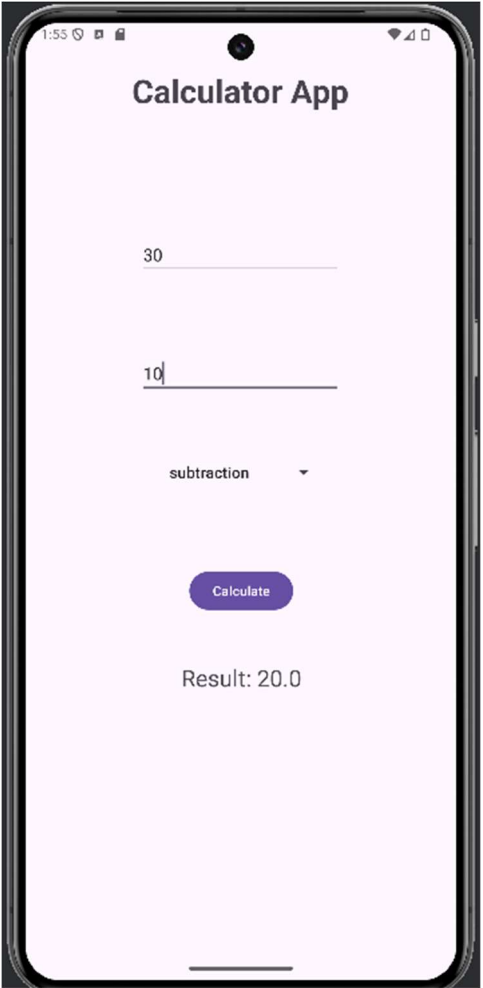 1:55
Calculator App
30
10
subtraction
Calculate
Result: 20.0